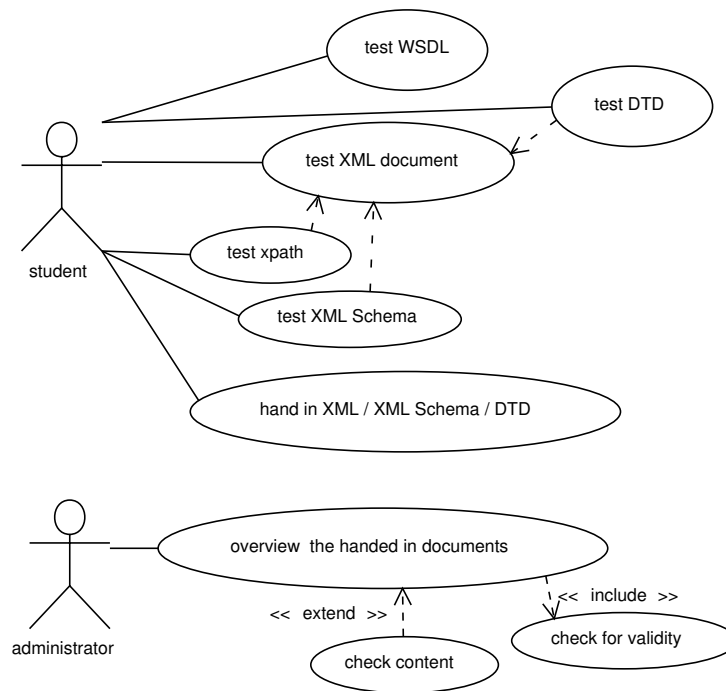 test WSDL
test DTD
test XML document
test xpath
student
test XML Schema
hand in XML / XML Schema / DTD
overview the handed in documents
<< extend >>
<< include >>
check for validity
administrator
check content